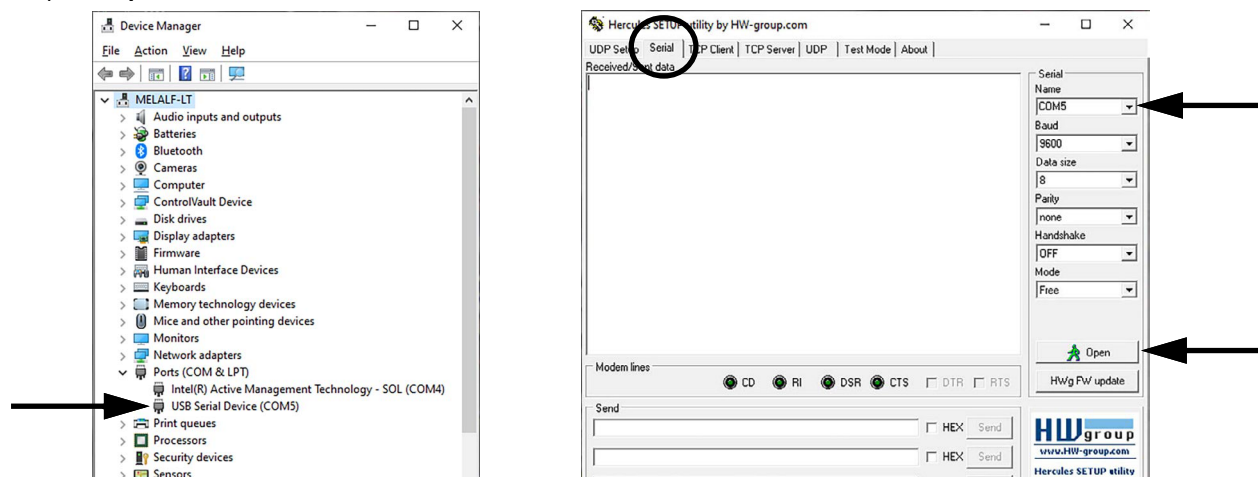 Device Manager
File Action View Help
MELALF-LT
Audio inputs and outputs
Batteries
Bluetooth
Cameras
Computer
ControlVault Device
Disk drives
Display adapters
Firmware
Human Interface Devices
Keyboards
Memory technology devices
Mice and other pointing devices
Monitors
Network adapters
Ports (COM & LPT)
Intel(R) Active Management Technology - SOL (COM4)
USB Serial Device (COM5)
Print queues
Processors
Security devices
Sensors
Hercules SETUP utility by HW-group.com
UDP Setup Serial TCP Client TCP Server UDP Test Mode About
Received/Sent data
Serial
Name
COM5
Baud
9600
Data size
8
Parity
none
Handshake
OFF
Mode
Free
Open
HWg FW update
Modem lines
CD RI DSR CTS DTR RTS
Send
HEX Send
HEX Send
HWgroup
www.HW-group.com
Hercules SETUP utility